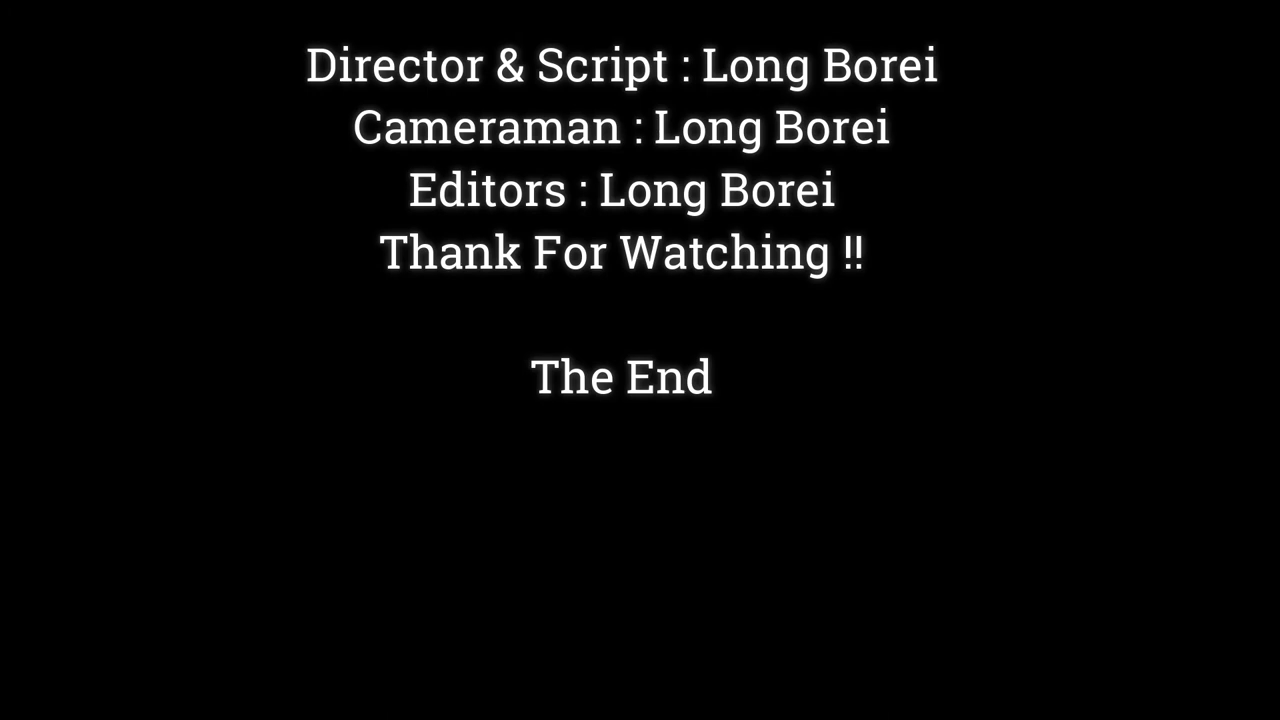 Director & Script : Long Borei
Cameraman : Long Borei
Editors : Long Borei
Thank For Watching !!
The End